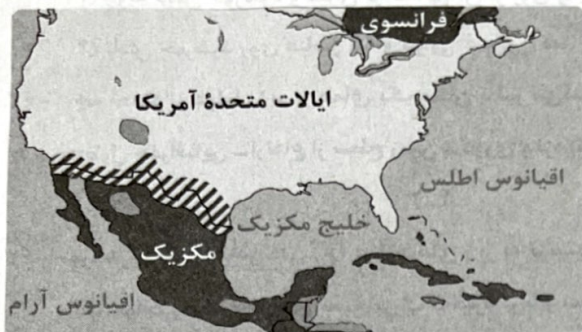 فرانسوی
ایالات متحدهٔ آمریکا
اقیانوس اطلس
خلیج مکزیک
مکزیک
اقیانوس آرام